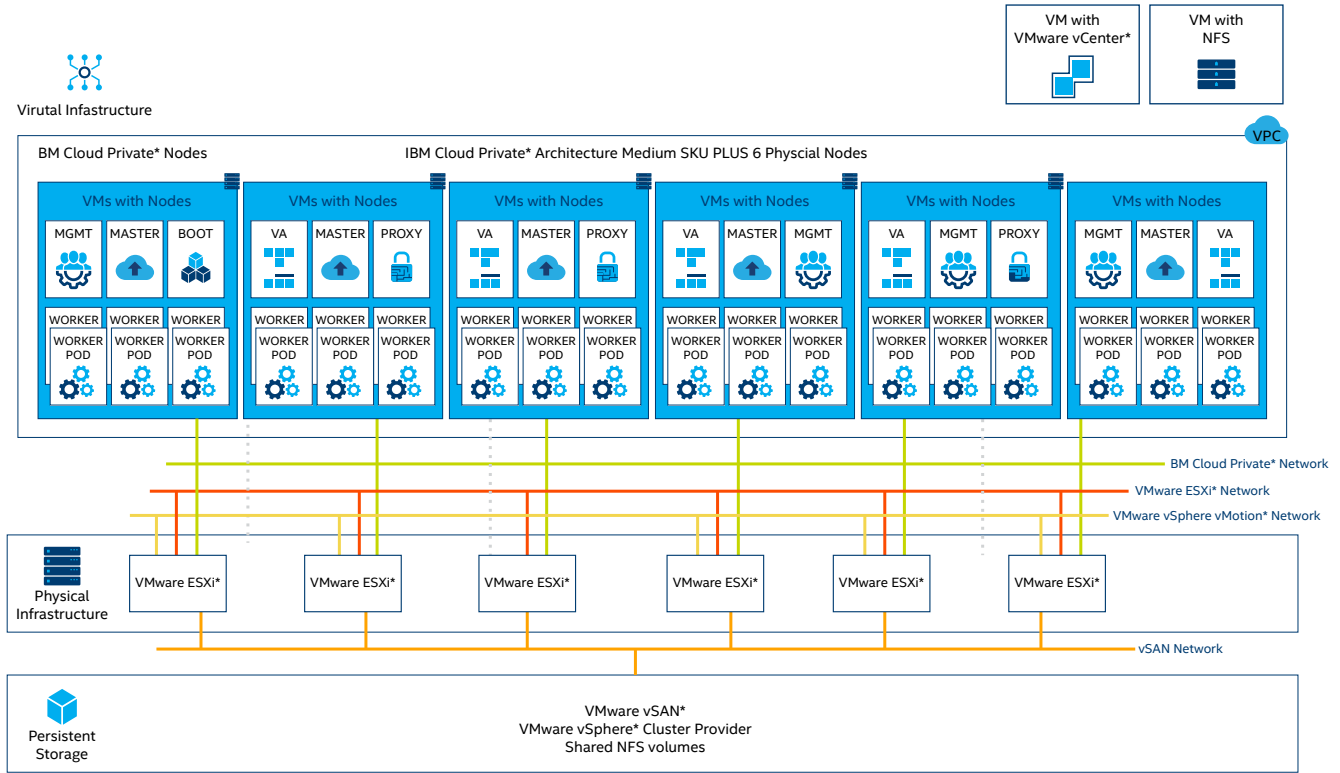 VM with
VMware vCenter*
VM with
NFS
Virutal Infastructure
VPC
BM Cloud Private* Nodes
IBM Cloud Private* Architecture Medium SKU PLUS 6 Physcial Nodes
VMs with Nodes
MGMT MASTER BOOT
WORKER WORKER WORKER
WORKER POD WORKER POD WORKER POD
VMs with Nodes
VA MASTER PROXY
WORKER WORKER WORKER
WORKER POD WORKER POD WORKER POD
VMs with Nodes
VA MASTER PROXY
WORKER WORKER WORKER
WORKER POD WORKER POD WORKER POD
VMs with Nodes
VA MASTER MGMT
WORKER WORKER WORKER
WORKER POD WORKER POD WORKER POD
VMs with Nodes
VA MGMT PROXY
WORKER WORKER WORKER
WORKER POD WORKER POD WORKER POD
VMs with Nodes
MGMT MASTER VA
WORKER WORKER WORKER
WORKER POD WORKER POD WORKER POD
BM Cloud Private* Network
VMware ESXi* Network
VMware vSphere vMotion* Network
Physical
Infrastructure
VMware ESXi*
VMware ESXi*
VMware ESXi*
VMware ESXi*
VMware ESXi*
VMware ESXi*
vSAN Network
Persistent
Storage
VMware vSAN*
VMware vSphere* Cluster Provider
Shared NFS volumes